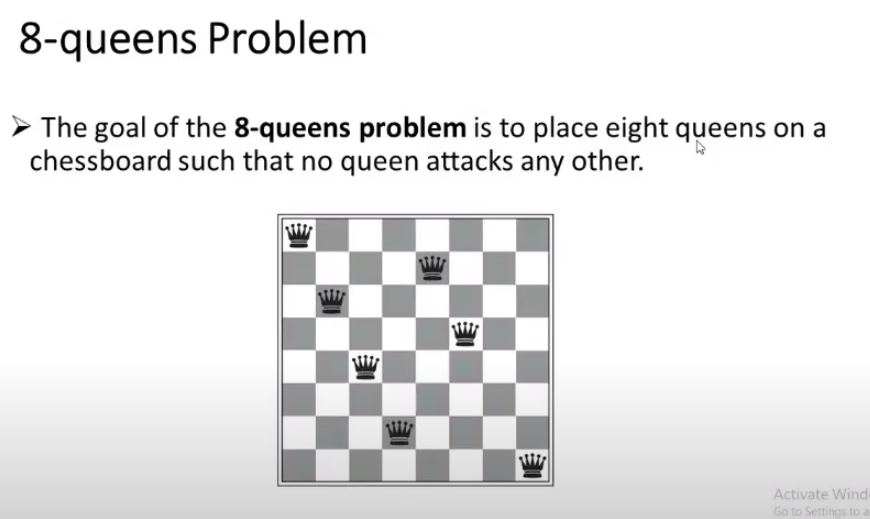 8-queens Problem
➢ The goal of the 8-queens problem is to place eight queens on a
chessboard such that no queen attacks any other.
Activate Wind
Go to Settings to a